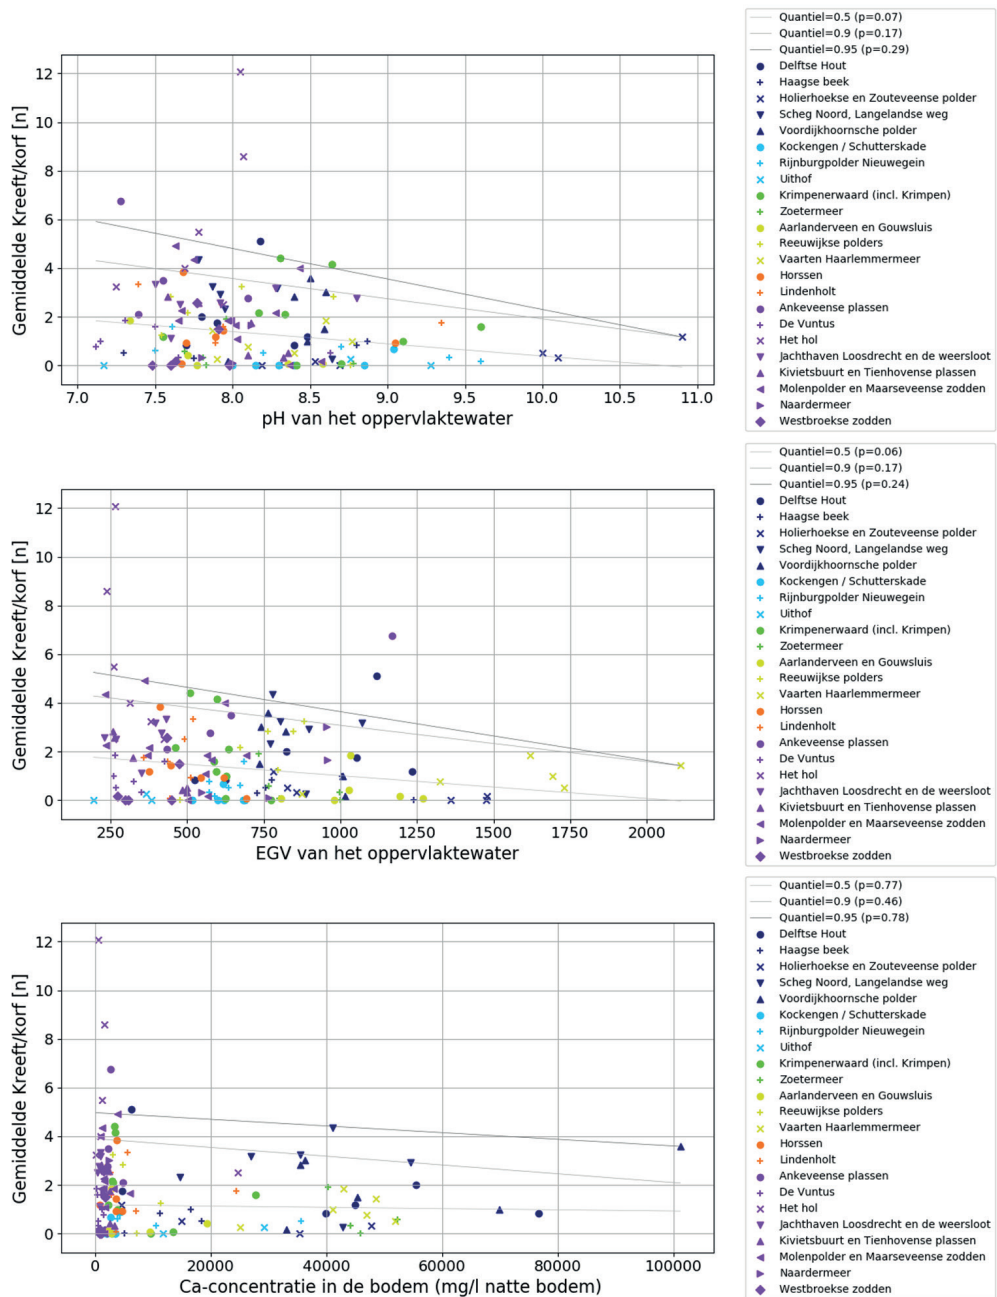 Quantiel=0.5 (p=0.07)
Quantiel=0.9 (p=0.17)
Quantiel=0.95 (p=0.29)
Delftse Hout
Haagse beek
Holierhoekse en Zouteveense polder
Scheg Noord, Langelandse weg
Voordijkhoornsche polder
Kockengen / Schutterskade
Rijnburgpolder Nieuwegein
Uithof
Krimpenerwaard (incl. Krimpen)
Zoetermeer
Aarlanderveen en Gouwsluis
Reeuwijkse polders
Vaarten Haarlemmermeer
Horssen
Lindenholt
Ankeveense plassen
De Vuntus
Het hol
Jachthaven Loosdrecht en de weersloot
Kivietsbuurt en Tienhovense plassen
Molenpolder en Maarseveense zodden
Naardermeer
Westbroekse zodden
Gemiddelde Kreeft/korf [n]
12
10
8
6
4
2
0
7.0 7.5 8.0 8.5 9.0 9.5 10.0 10.5 11.0
pH van het oppervlaktewater
Quantiel=0.5 (p=0.06)
Quantiel=0.9 (p=0.17)
Quantiel=0.95 (p=0.24)
Delftse Hout
Haagse beek
Holierhoekse en Zouteveense polder
Scheg Noord, Langelandse weg
Voordijkhoornsche polder
Kockengen / Schutterskade
Rijnburgpolder Nieuwegein
Uithof
Krimpenerwaard (incl. Krimpen)
Zoetermeer
Aarlanderveen en Gouwsluis
Reeuwijkse polders
Vaarten Haarlemmermeer
Horssen
Lindenholt
Ankeveense plassen
De Vuntus
Het hol
Jachthaven Loosdrecht en de weersloot
Kivietsbuurt en Tienhovense plassen
Molenpolder en Maarseveense zodden
Naardermeer
Westbroekse zodden
Gemiddelde Kreeft/korf [n]
12
10
8
6
4
2
0
250 500 750 1000 1250 1500 1750 2000
EGV van het oppervlaktewater
Quantiel=0.5 (p=0.77)
Quantiel=0.9 (p=0.46)
Quantiel=0.95 (p=0.78)
Delftse Hout
Haagse beek
Holierhoekse en Zouteveense polder
Scheg Noord, Langelandse weg
Voordijkhoornsche polder
Kockengen / Schutterskade
Rijnburgpolder Nieuwegein
Uithof
Krimpenerwaard (incl. Krimpen)
Zoetermeer
Aarlanderveen en Gouwsluis
Reeuwijkse polders
Vaarten Haarlemmermeer
Horssen
Lindenholt
Ankeveense plassen
De Vuntus
Het hol
Jachthaven Loosdrecht en de weersloot
Kivietsbuurt en Tienhovense plassen
Molenpolder en Maarseveense zodden
Naardermeer
Westbroekse zodden
Gemiddelde Kreeft/korf [n]
12
10
8
6
4
2
0
0 20000 40000 60000 80000 100000
Ca-concentratie in de bodem (mg/l natte bodem)